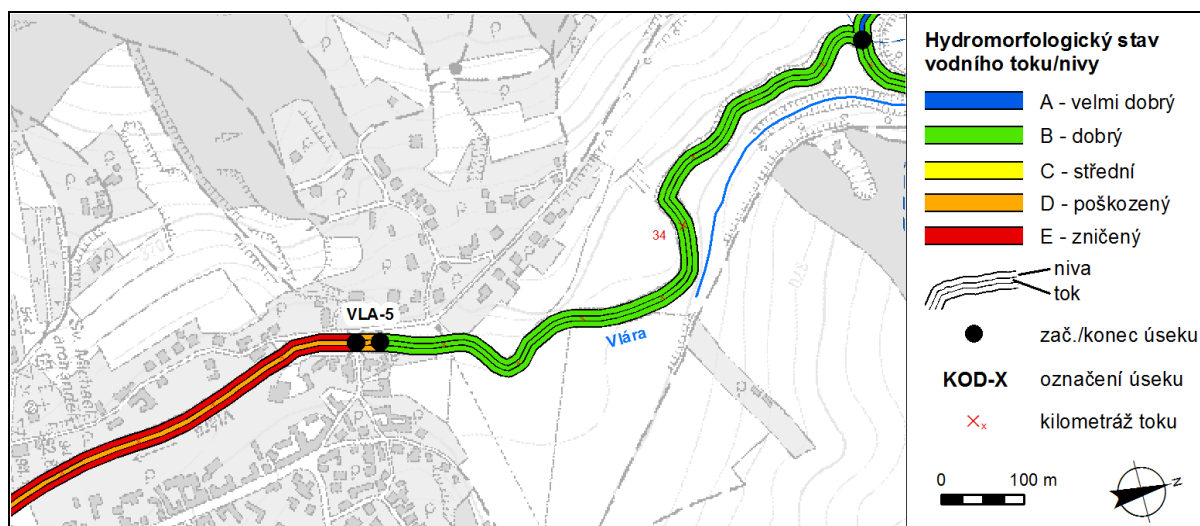 VLA-5
34
Vlára
Hydromorfologický stav
vodního toku/nivy
A - velmi dobrý
B - dobrý
C - střední
D - poškozený
E - zničený
niva
tok
zač./konec úseku
KOD-X označení úseku
x kilometráž toku
0 100 m
N